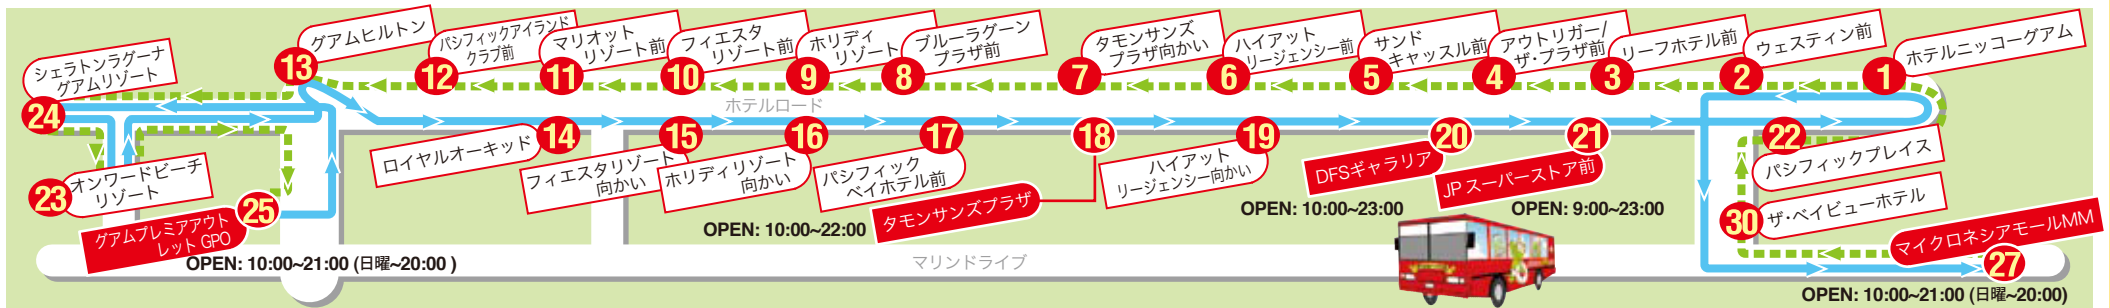 シェラトンラグーナ
グアムリゾート
24
13
グアムヒルトン
12
パシフィックアイランド
クラブ前
11
マリオット
リゾート前
10
フィエスタ
リゾート前
9
ホリディ
リゾート
8
ブルーラグーン
プラザ前
7
タモンサンズ
プラザ向かい
6
ハイアット
リージェンシー前
5
サンド
キャッスル前
4
アウトリガー/
ザ・プラザ前
3
リーフホテル前
2
ウェスティン前
1
ホテルニッコーグアム
ホテルロード
ロイヤルオーキッド
14
フィエスタリゾート
向かい
15
ホリディリゾート
向かい
16
パシフィック
ベイホテル前
17
18
タモンサンズプラザ
OPEN: 10:00~22:00
ハイアット
リージェンシー向かい
19
DFSギャラリア
20
OPEN: 10:00~23:00
JP スーパーストア前
21
OPEN: 9:00~23:00
22
パシフィックプレイス
30
ザ・ベイビューホテル
マイクロネシアモールMM
27
OPEN: 10:00~21:00 (日曜~20:00)
23
オンワードビーチ
リゾート
グアムプレミアアウト
レット GPO
25
OPEN: 10:00~21:00 (日曜~20:00 )
マリンドライブ